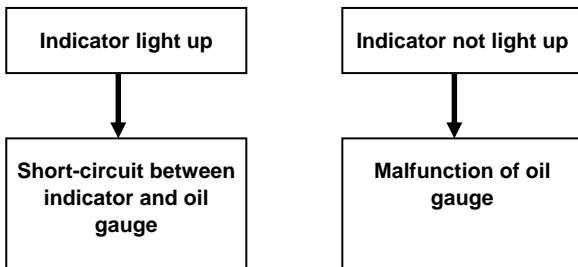 Indicator light up
Indicator not light up
Short-circuit between
indicator and oil
gauge
Malfunction of oil
gauge